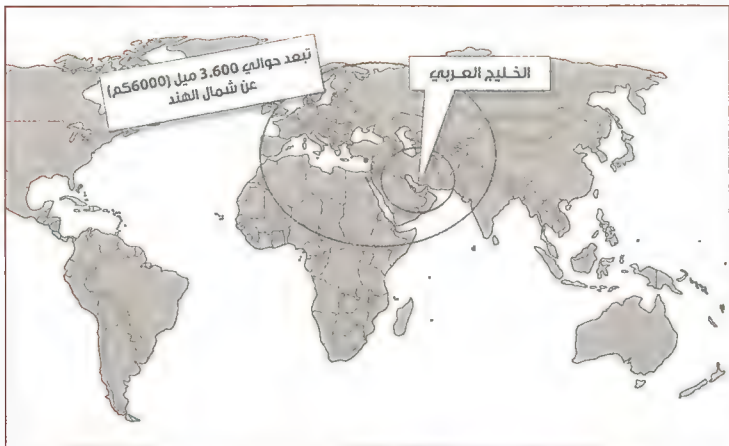 تبعد حوالي 3.600 ميل (6000كم)
عن شمال الهند
الخليج العربي